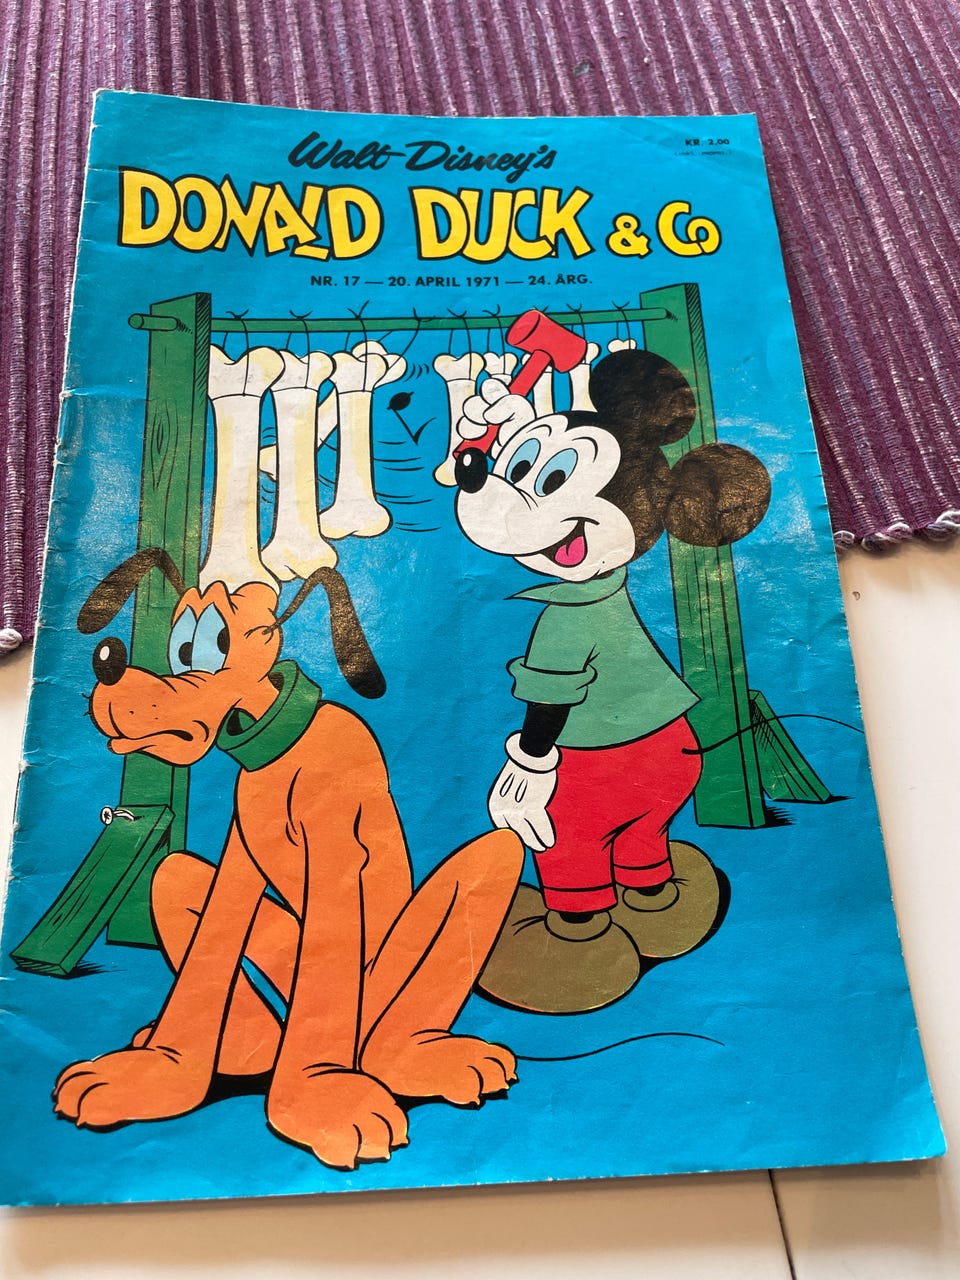 KR. 2,00
Walt Disney's
DONALD DUCK & Co
NR. 17 — 20. APRIL 1971 — 24. ÅRG.